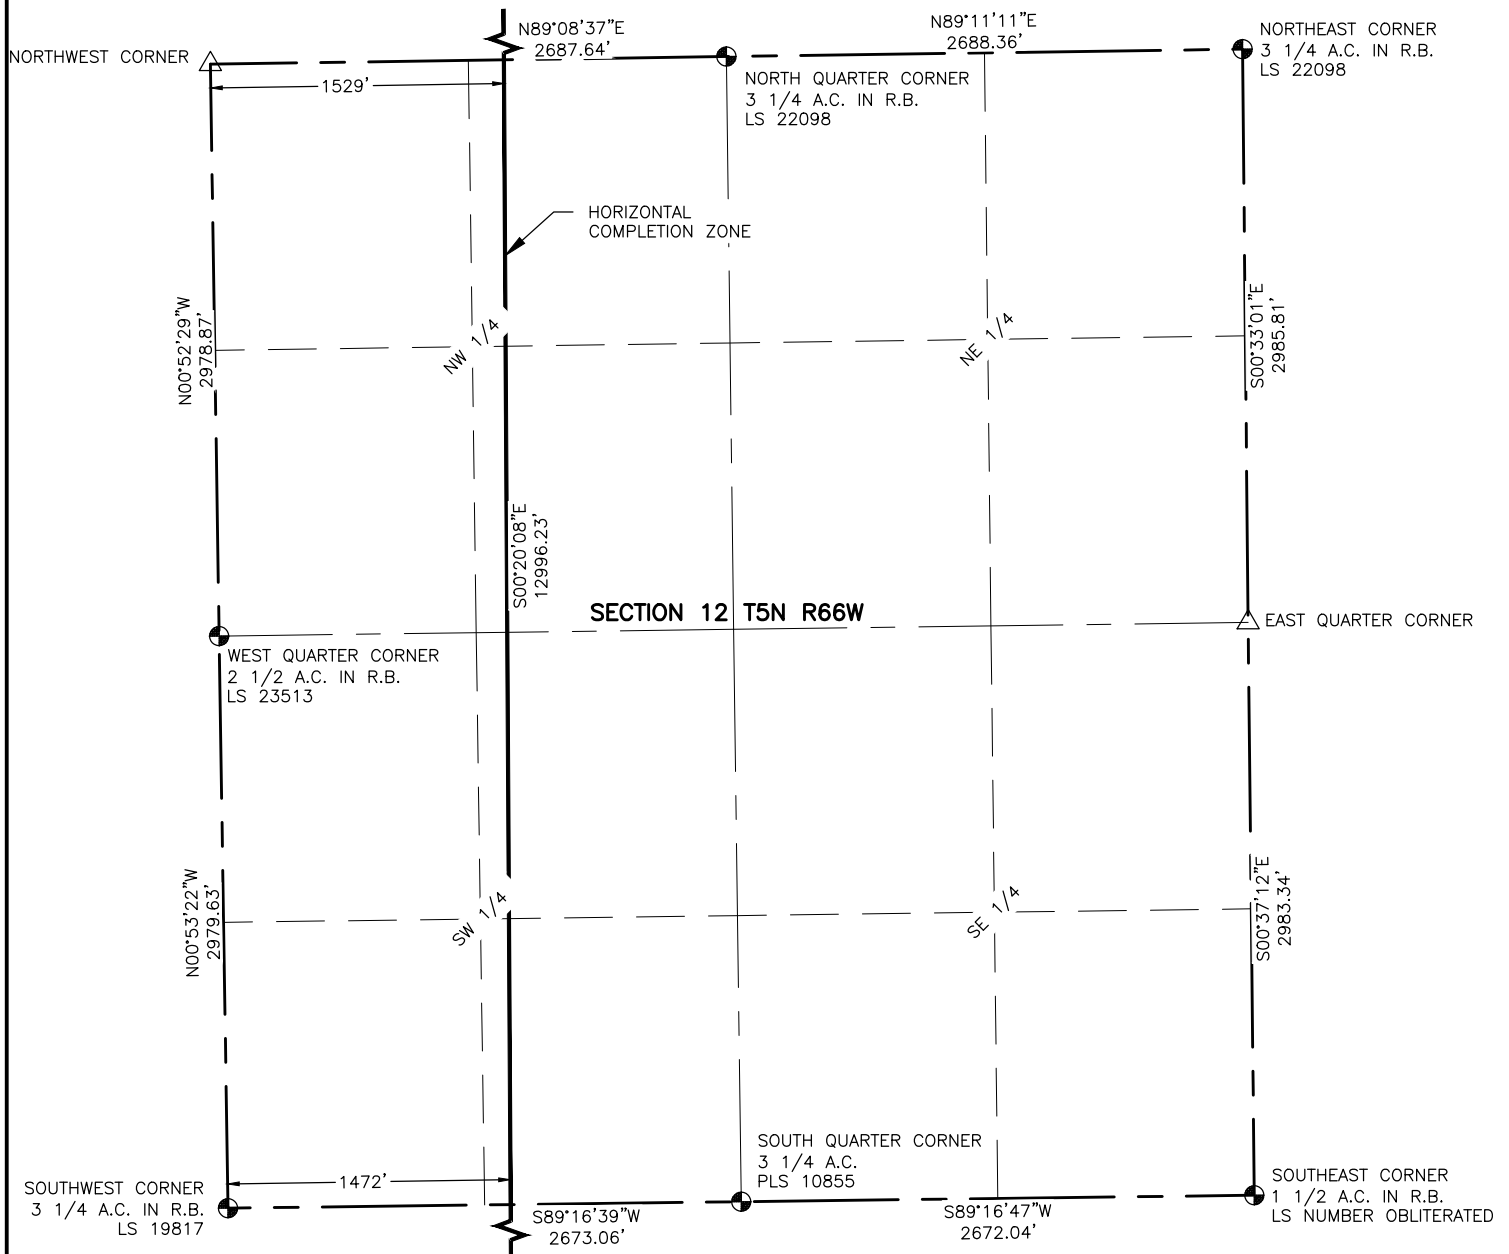 N89°08'37"E
2687.64'
N89°11'11"E
2688.36'
NORTHWEST CORNER
NORTHEAST CORNER
3 1/4 A.C. IN R.B.
LS 22098
1529'
NORTH QUARTER CORNER
3 1/4 A.C. IN R.B.
LS 22098
HORIZONTAL
COMPLETION ZONE
N00°52'29"W
2978.87'
NW 1/4
NE 1/4
S00°33'01"E
2985.81'
S00°20'08"E
12996.23'
SECTION 12 T5N R66W
EAST QUARTER CORNER
WEST QUARTER CORNER
2 1/2 A.C. IN R.B.
LS 23513
N00°53'22"W
2979.63'
SW 1/4
SE 1/4
S00°37'12"E
2983.34'
SOUTHWEST CORNER
3 1/4 A.C. IN R.B.
LS 19817
1472'
SOUTH QUARTER CORNER
3 1/4 A.C.
PLS 10855
SOUTHEAST CORNER
1 1/2 A.C. IN R.B.
LS NUMBER OBLITERATED
S89°16'39"W
2673.06'
S89°16'47"W
2672.04'